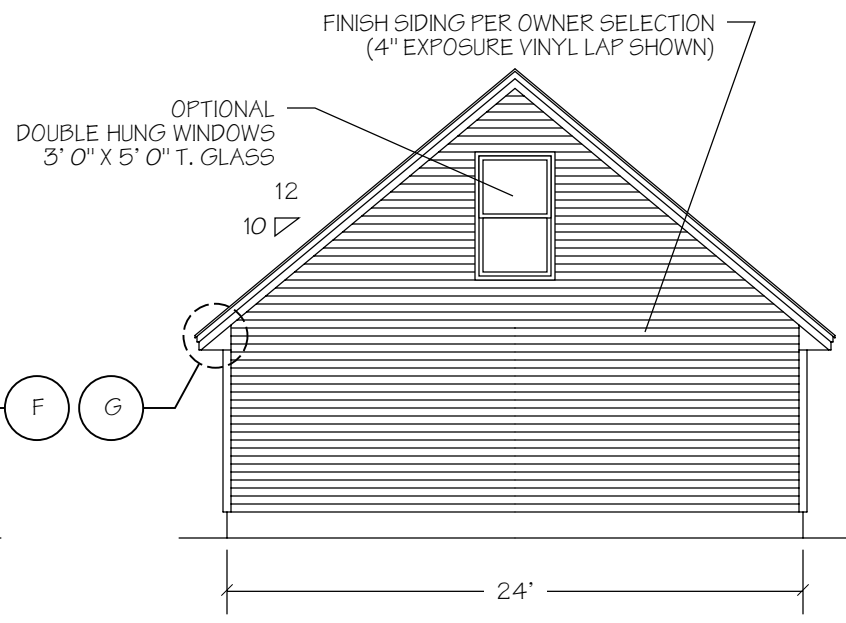 FINISH SIDING PER OWNER SELECTION
(4" EXPOSURE VINYL LAP SHOWN)
OPTIONAL
DOUBLE HUNG WINDOWS
3' 0" X 5' 0" T. GLASS
12
10
F
G
24'